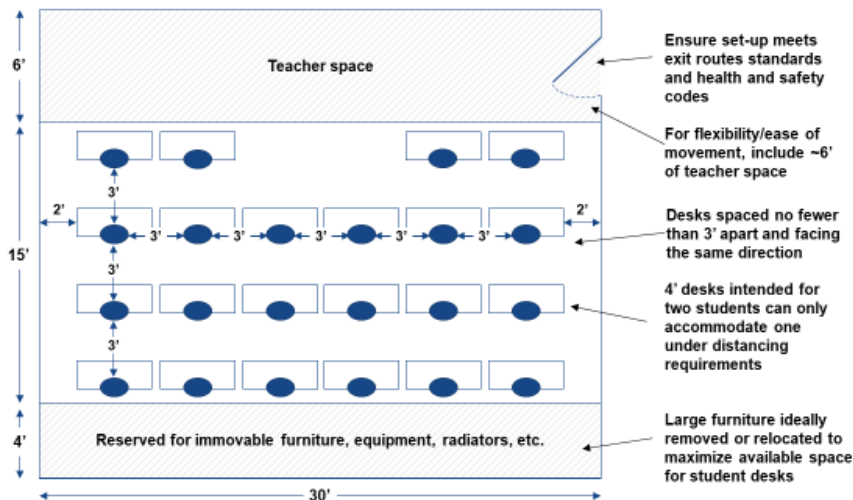 6’
Teacher space
Ensure set-up meets
exit routes standards
and health and safety
codes
For flexibility/ease of
movement, include ~6’
of teacher space
3’
2’
2’
3’
3’
3’
3’
3’
Desks spaced no fewer
than 3’ apart and facing
the same direction
15’
3’
4’ desks intended for
two students can only
accommodate one
under distancing
requirements
3’
4’
Reserved for immovable furniture, equipment, radiators, etc.
Large furniture ideally
removed or relocated to
maximize available space
for student desks
30’